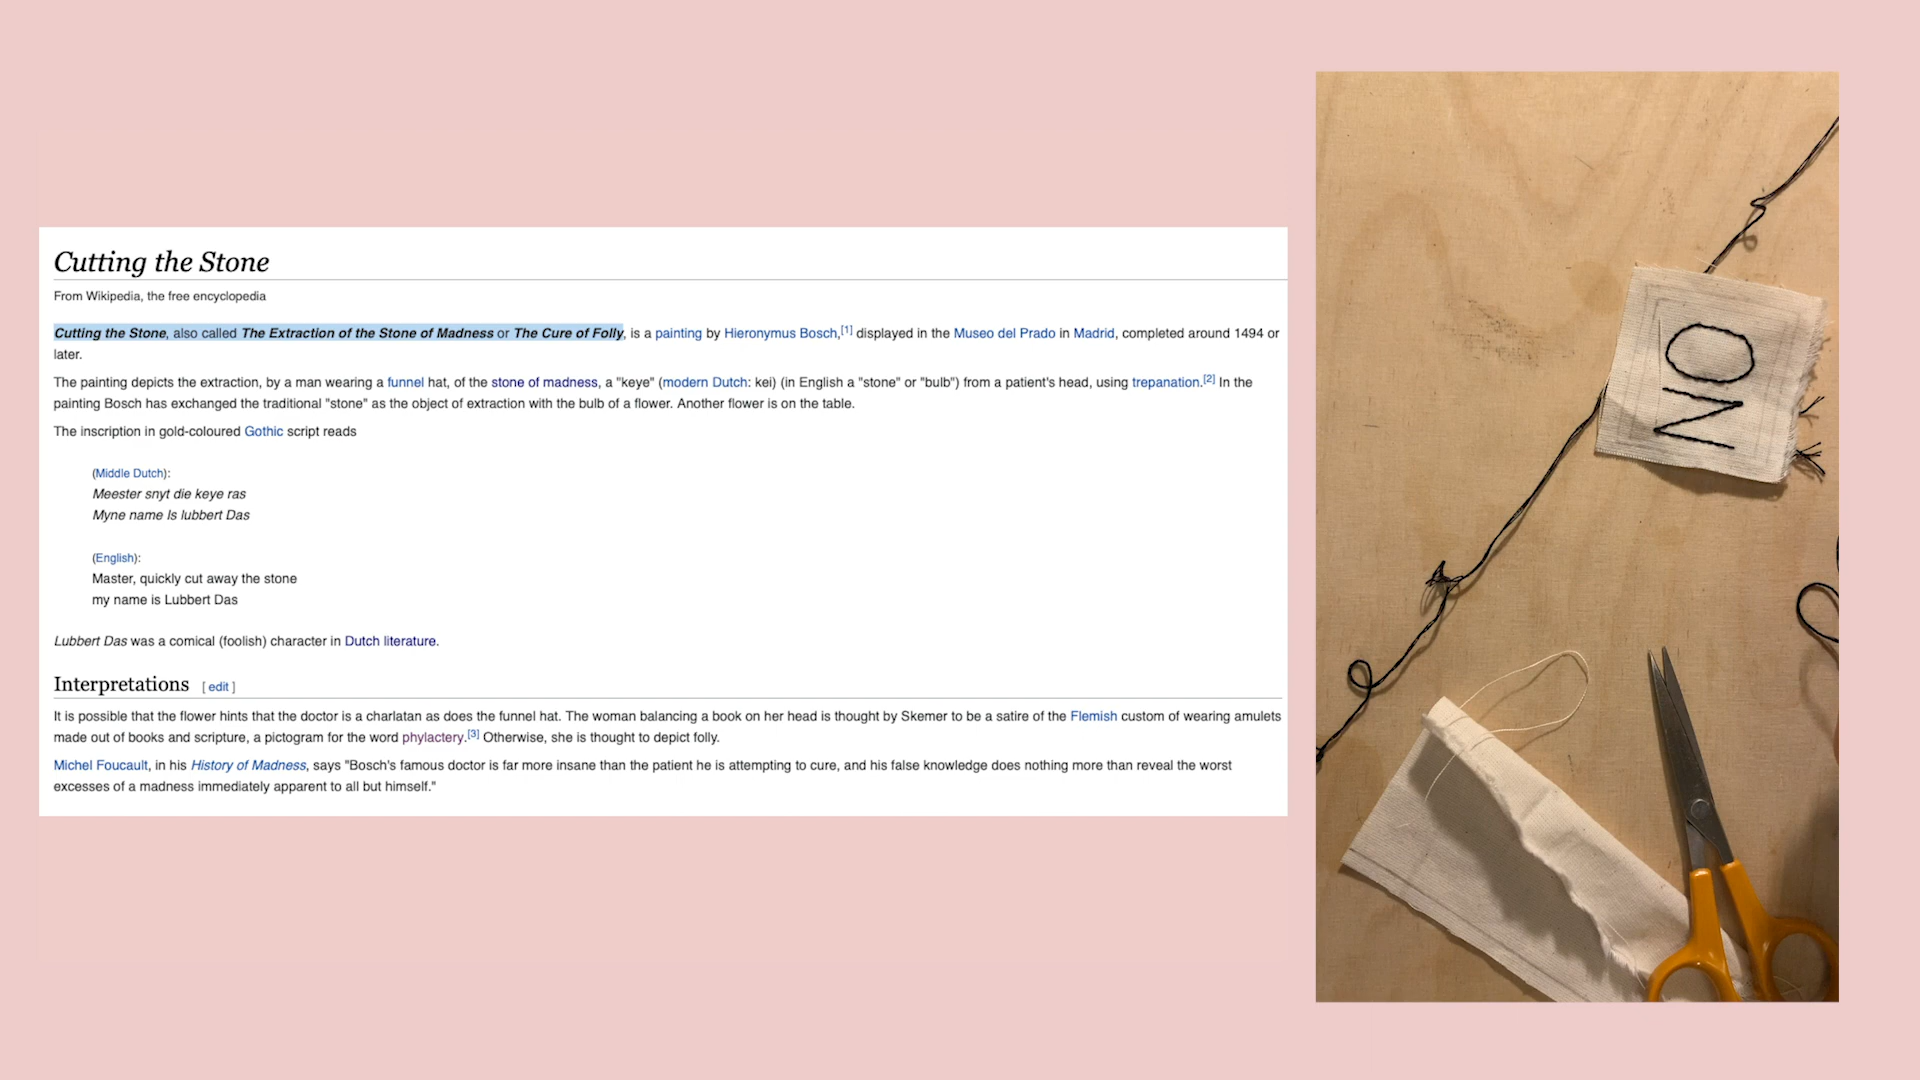 Cutting the Stone
From Wikipedia, the free encyclopedia
Cutting the Stone, also called The Extraction of the Stone of Madness or The Cure of Folly, is a painting by Hieronymus Bosch,[1] displayed in the Museo del Prado in Madrid, completed around 1494 or
later.
The painting depicts the extraction, by a man wearing a funnel hat, of the stone of madness, a "keye" (modern Dutch: kei) (in English a "stone" or "bulb") from a patient's head, using trepanation.[2] In the
painting Bosch has exchanged the traditional "stone" as the object of extraction with the bulb of a flower. Another flower is on the table.
The inscription in gold-coloured Gothic script reads
(Middle Dutch):
Meester snyt die keye ras
Myne name Is lubbert Das
(English):
Master, quickly cut away the stone
my name is Lubbert Das
Lubbert Das was a comical (foolish) character in Dutch literature.
Interpretations [ edit ]
It is possible that the flower hints that the doctor is a charlatan as does the funnel hat. The woman balancing a book on her head is thought by Skemer to be a satire of the Flemish custom of wearing amulets
made out of books and scripture, a pictogram for the word phylactery.[3] Otherwise, she is thought to depict folly.
Michel Foucault, in his History of Madness, says "Bosch's famous doctor is far more insane than the patient he is attempting to cure, and his false knowledge does nothing more than reveal the worst
excesses of a madness immediately apparent to all but himself."
NO